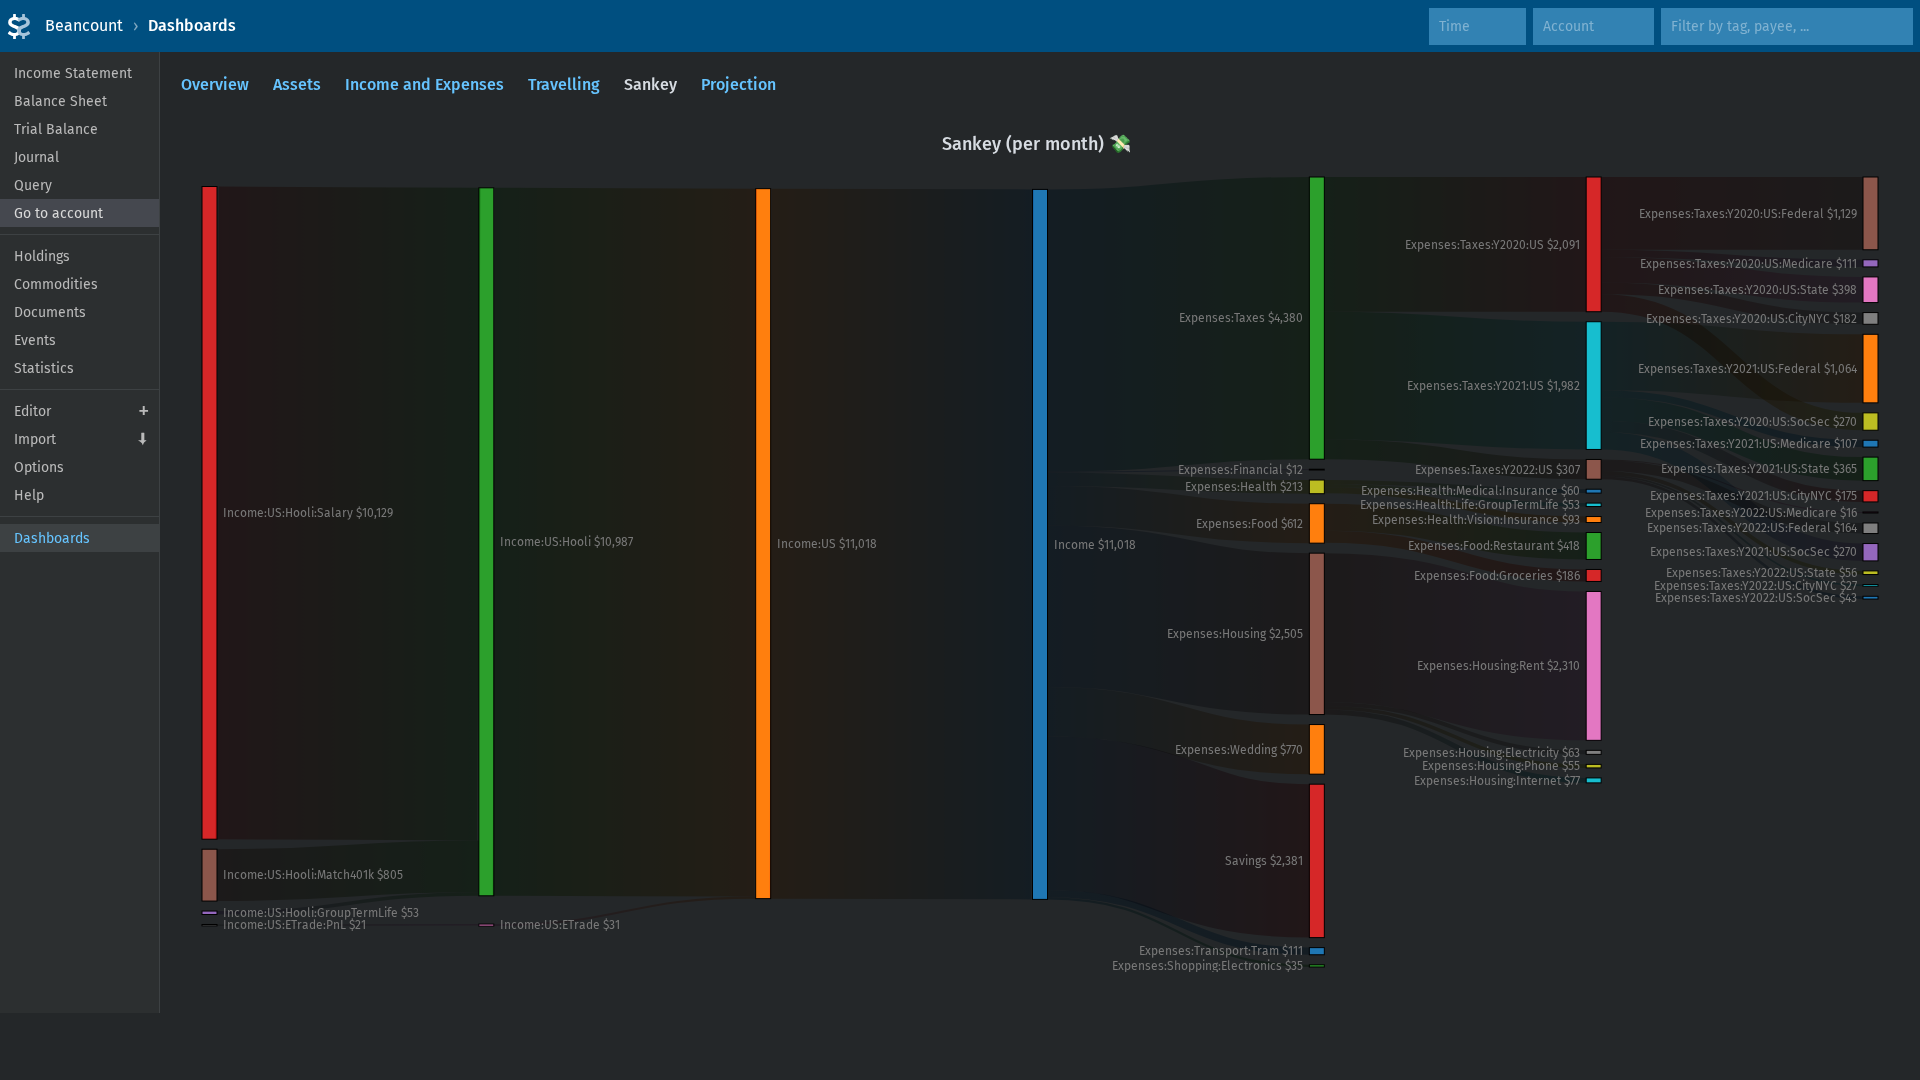 Beancount › Dashboards
Time
Account
Filter by tag, payee, ...
Income Statement
Balance Sheet
Trial Balance
Journal
Query
Go to account
Holdings
Commodities
Documents
Events
Statistics
Editor +
Import
Options
Help
Dashboards
Overview Assets Income and Expenses Travelling Sankey Projection
Sankey (per month) 💸
Income:US:Hooli:Salary $10,129
Income:US:Hooli:Match401k $805
Income:US:Hooli:GroupTermLife $53
Income:US:ETrade:PnL $21
Income:US:Hooli $10,987
Income:US:ETrade $31
Income:US $11,018
Income $11,018
Expenses:Taxes $4,380
Expenses:Financial $12
Expenses:Health $213
Expenses:Food $612
Expenses:Housing $2,505
Expenses:Wedding $770
Savings $2,381
Expenses:Transport:Tram $111
Expenses:Shopping:Electronics $35
Expenses:Taxes:Y2020:US $2,091
Expenses:Taxes:Y2021:US $1,982
Expenses:Taxes:Y2022:US $307
Expenses:Health:Medical:Insurance $60
Expenses:Health:Life:GroupTermLife $53
Expenses:Health:Vision:Insurance $93
Expenses:Food:Restaurant $418
Expenses:Food:Groceries $186
Expenses:Housing:Rent $2,310
Expenses:Housing:Electricity $63
Expenses:Housing:Phone $55
Expenses:Housing:Internet $77
Expenses:Taxes:Y2020:US:Federal $1,129
Expenses:Taxes:Y2020:US:Medicare $111
Expenses:Taxes:Y2020:US:State $398
Expenses:Taxes:Y2020:US:CityNYC $182
Expenses:Taxes:Y2021:US:Federal $1,064
Expenses:Taxes:Y2020:US:SocSec $270
Expenses:Taxes:Y2021:US:Medicare $107
Expenses:Taxes:Y2021:US:State $365
Expenses:Taxes:Y2021:US:CityNYC $175
Expenses:Taxes:Y2022:US:Medicare $16
Expenses:Taxes:Y2022:US:Federal $164
Expenses:Taxes:Y2021:US:SocSec $270
Expenses:Taxes:Y2022:US:State $56
Expenses:Taxes:Y2022:US:CityNYC $27
Expenses:Taxes:Y2022:US:SocSec $43